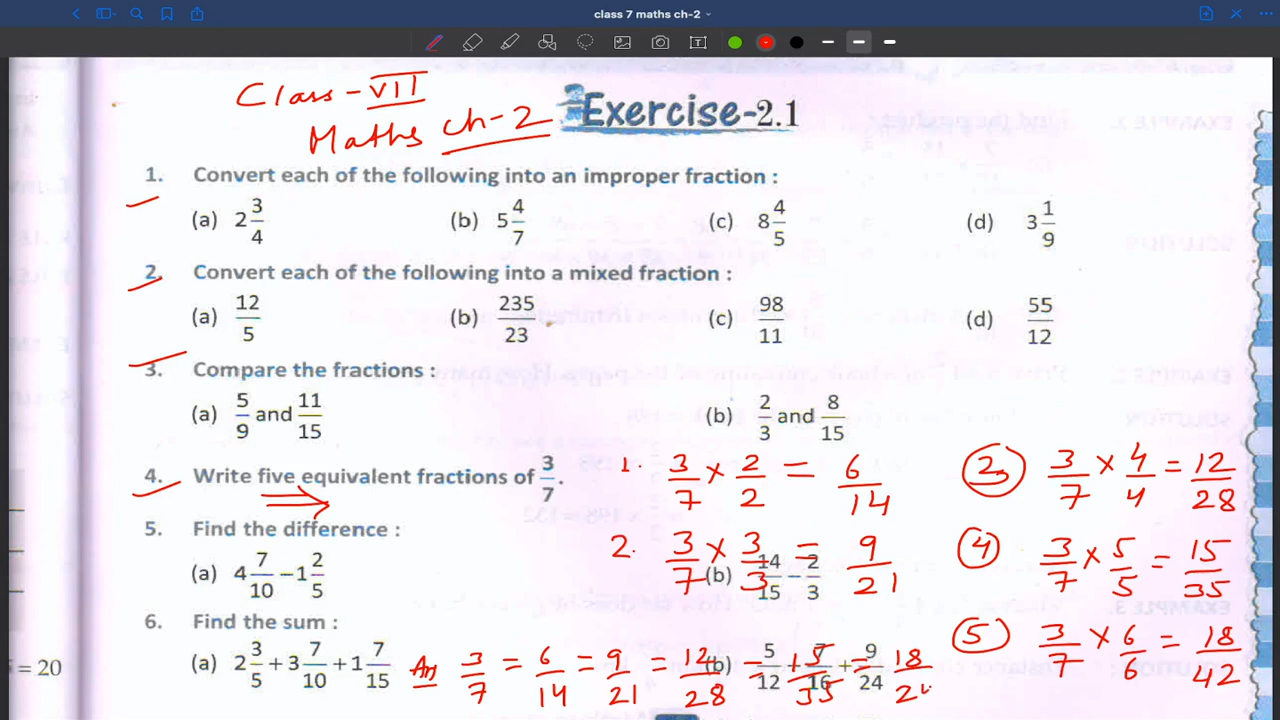 class 7 maths ch-2
Class - VII
Maths ch-2
Exercise-2.1
1. Convert each of the following into an improper fraction :
(a) 2 3/4 (b) 5 4/7 (c) 8 4/5 (d) 3 1/9
2. Convert each of the following into a mixed fraction :
(a) 12/5 (b) 235/23 (c) 98/11 (d) 55/12
3. Compare the fractions :
(a) 5/9 and 11/15 (b) 2/3 and 8/15
4. Write five equivalent fractions of 3/7.
1. 3/7 × 2/2 = 6/14
3 3/7 × 4/4 = 12/28
5. Find the difference :
2. 3/7 × 3/3 = 9/21
4 3/7 × 5/5 = 15/35
(a) 4 7/10 − 1 2/5 (b) 14/15 − 2/3
6. Find the sum :
5 3/7 × 6/6 = 18/42
(a) 2 3/5 + 3 7/10 + 1 7/15 (b) 5/12 + 7/16 + 9/24
Ans 3/7 = 6/14 = 9/21 = 12/28 = 15/35 = 18/
= 20